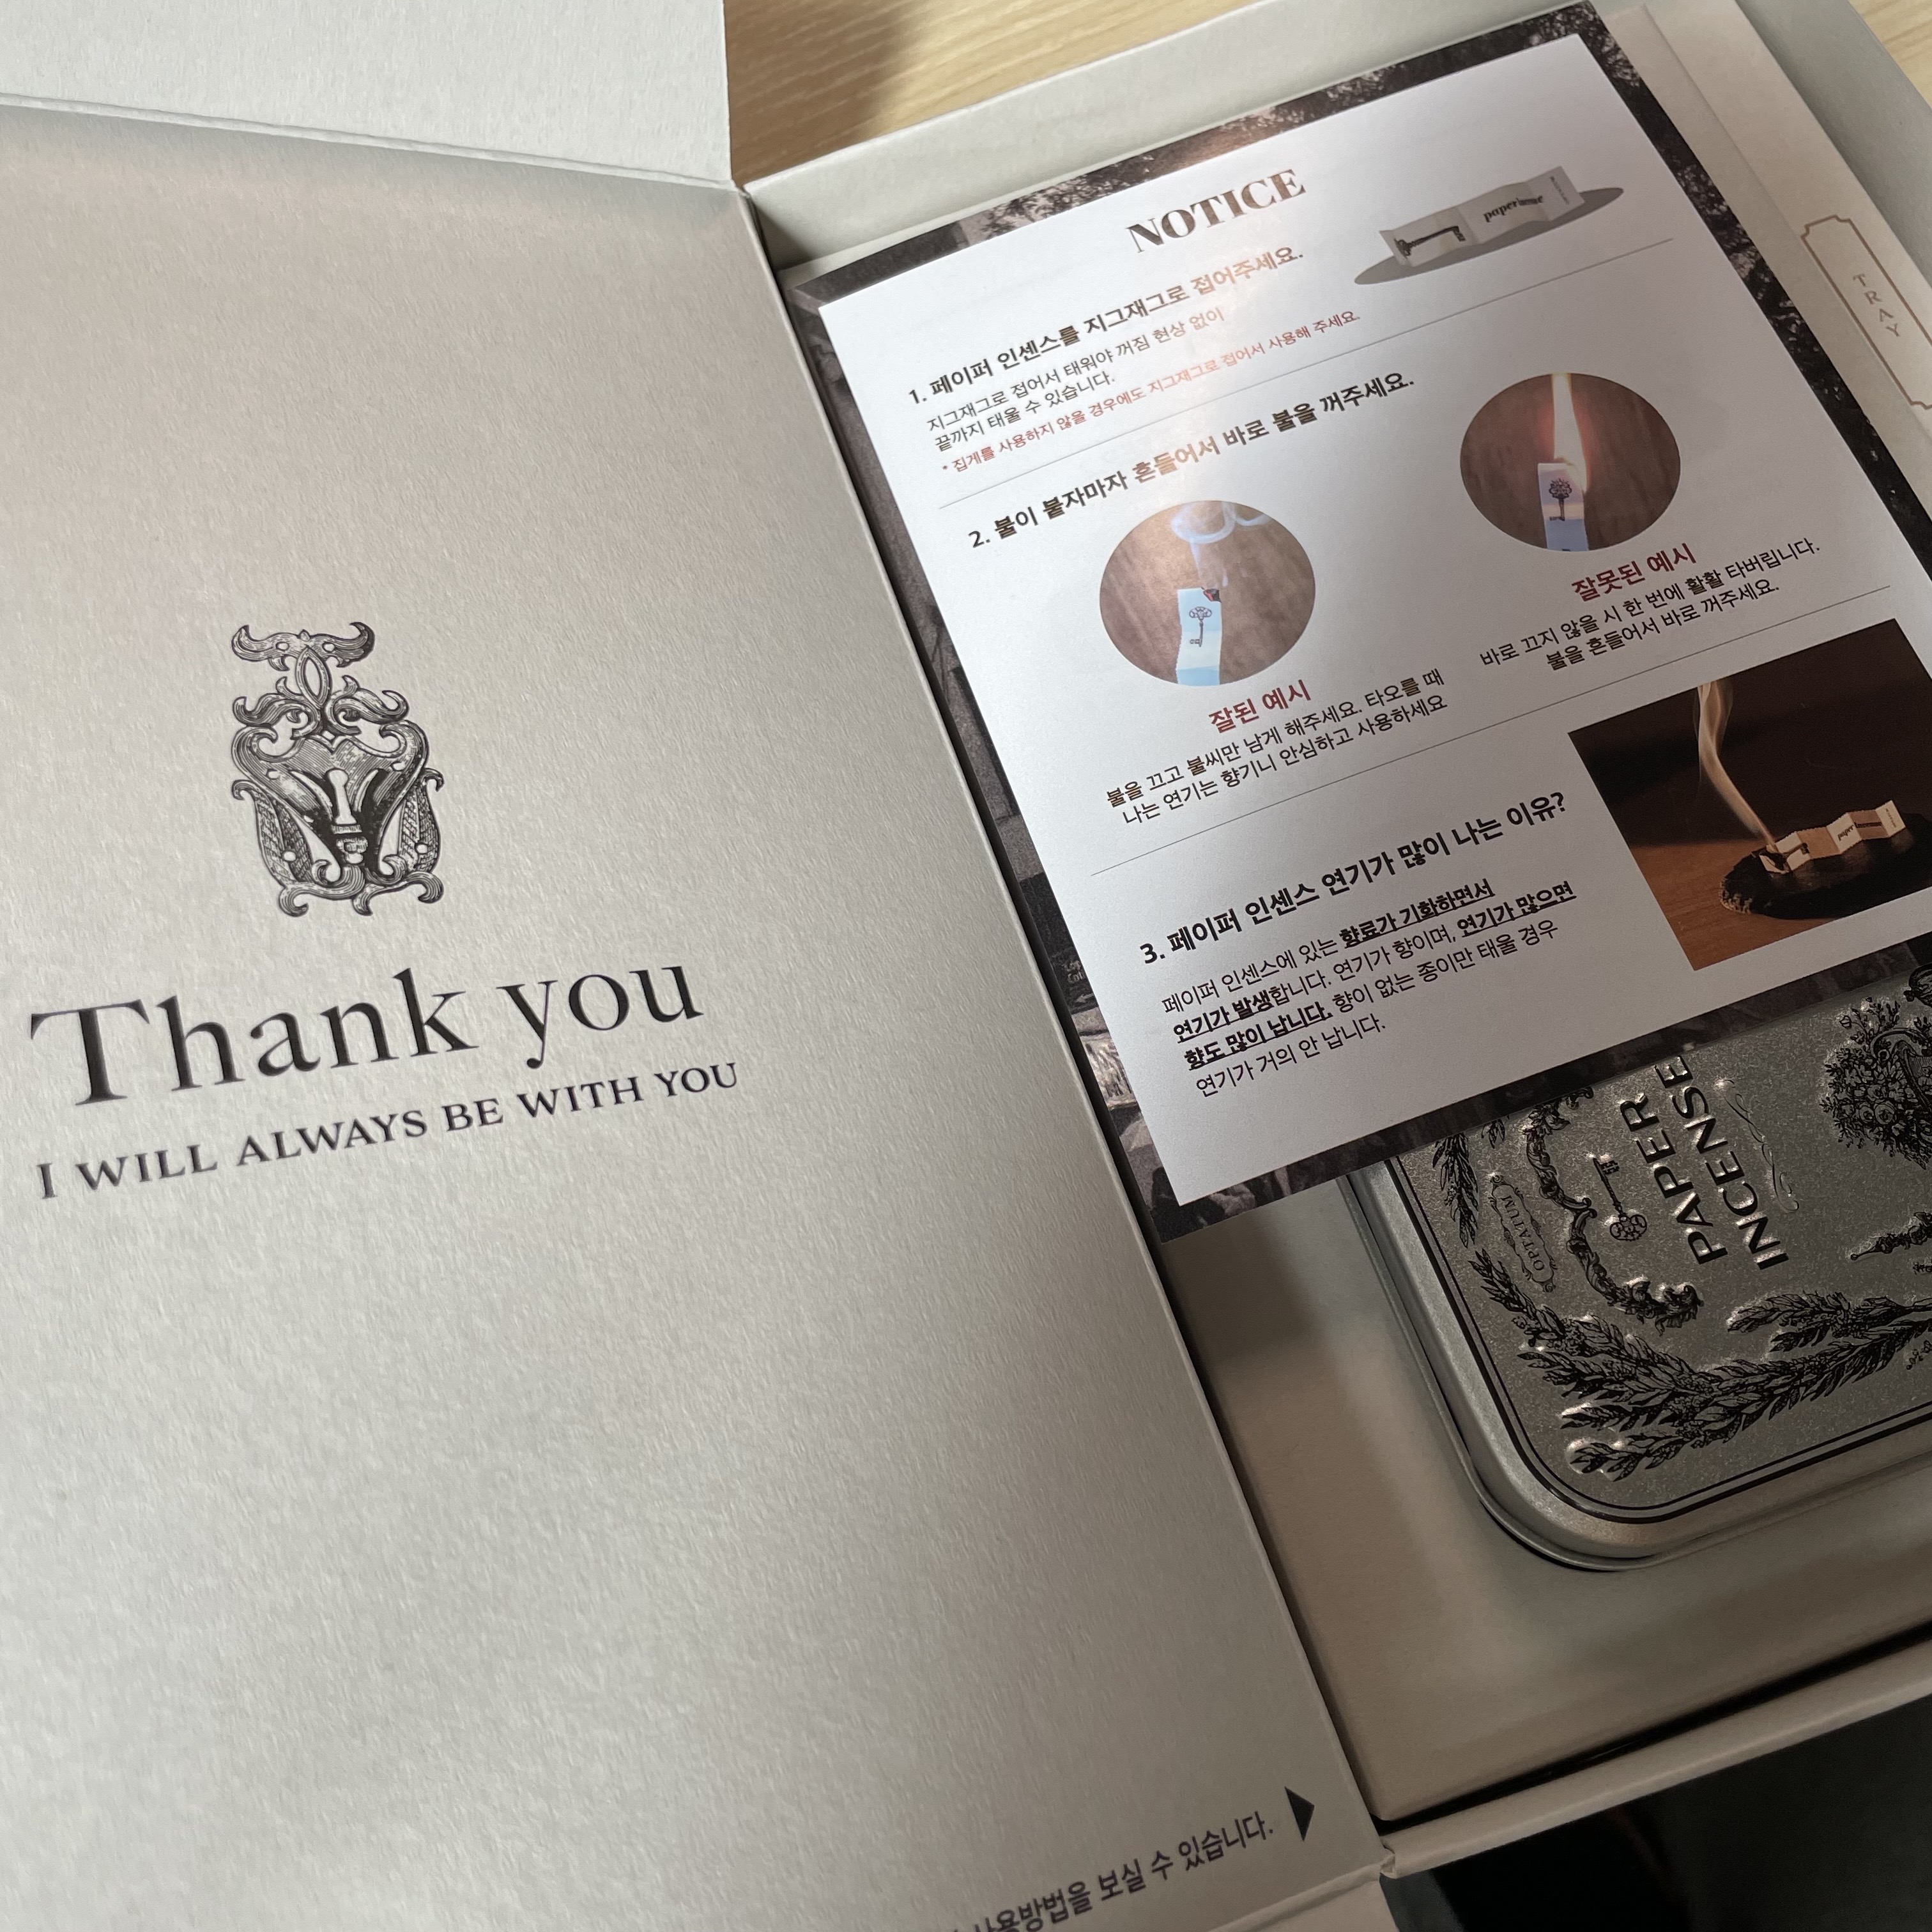 Thank you
I WILL ALWAYS BE WITH YOU
사용방법을 보실 수 있습니다.
NOTICE
paper incense
1. 페이퍼 인센스를 지그재그로 접어주세요.
지그재그로 접어서 태워야 꺼짐 현상 없이
끝까지 태울 수 있습니다.
* 집게를 사용하지 않을 경우에도 지그재그로 접어서 사용해 주세요.
2. 불이 붙자마자 흔들어서 바로 불을 꺼주세요.
잘된 예시
불을 끄고 불씨만 남게 해주세요. 타오를 때
나는 연기는 향기니 안심하고 사용하세요
잘못된 예시
바로 끄지 않을 시 한 번에 활활 타버립니다.
불을 흔들어서 바로 꺼주세요.
3. 페이퍼 인센스 연기가 많이 나는 이유?
페이퍼 인센스에 있는 향료가 기화하면서
연기가 발생합니다. 연기가 향이며, 연기가 많으면
향도 많이 납니다. 향이 없는 종이만 태울 경우
연기가 거의 안 납니다.
TRAY
OPTATUM
PAPER
INCENSE